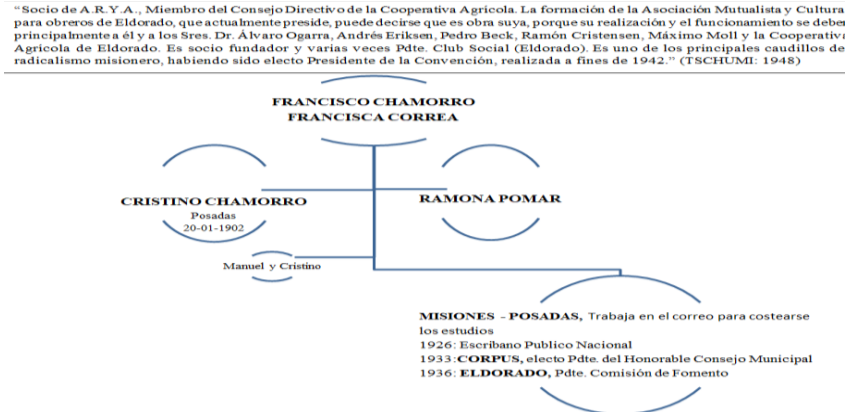 “Socio de A.R.Y.A., Miembro del Consejo Directivo de la Cooperativa Agricola. La formación de la Asociación Mutualista y Cultura
para obreros de Eldorado, que actualmente preside, puede decirse que es obra suya, porque su realización y el funcionamiento se deben
principalmente a él y a los Sres. Dr. Álvaro Ogarra, Andrés Eriksen, Pedro Beck, Ramón Cristensen, Máximo Moll y la Cooperativa
Agricola de Eldorado. Es socio fundador y varias veces Pdte. Club Social (Eldorado). Es uno de los principales caudillos de
radicalismo misionero, habiendo sido electo Presidente de la Convención, realizada a fines de 1942.” (TSCHUMI: 1948)
FRANCISCO CHAMORRO
FRANCISCA CORREA
CRISTINO CHAMORRO
Posadas
20-01-1902
RAMONA POMAR
Manuel y Cristino
MISIONES - POSADAS, Trabaja en el correo para costearse
los estudios
1926: Escribano Publico Nacional
1933:CORPUS, electo Pdte. del Honorable Consejo Municipal
1936: ELDORADO, Pdte. Comisión de Fomento